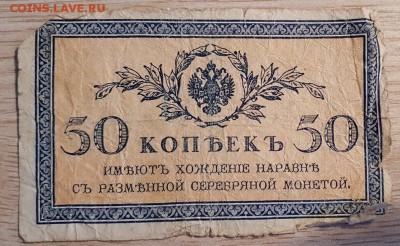 COINS.LAVE.RU
50 КОПѢЕКЪ 50
ИМѢЮТЪ ХОЖДЕНІЕ НАРАВНѢ
СЪ РАЗМѢННОЙ СЕРЕБРЯНОЙ МОНЕТОЙ.